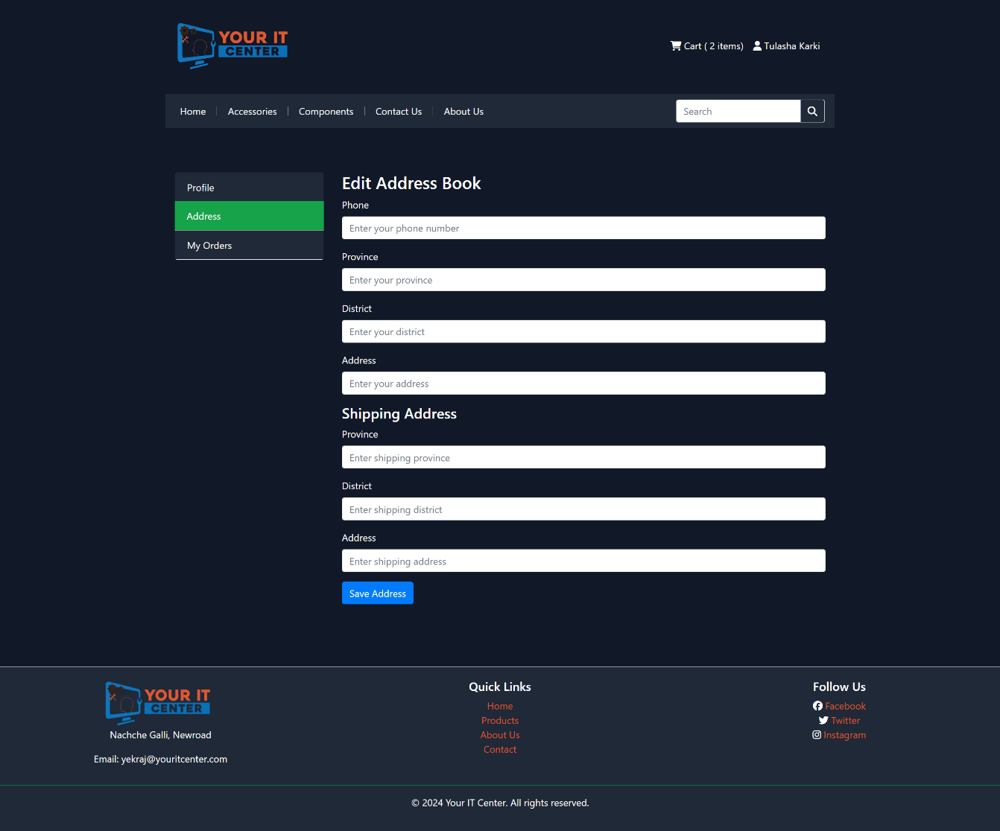 YOUR IT
CENTER
Cart ( 2 items) Tulasha Karki
Home Accessories Components Contact Us About Us Search
Profile
Address
My Orders
Edit Address Book
Phone
Enter your phone number
Province
Enter your province
District
Enter your district
Address
Enter your address
Shipping Address
Province
Enter shipping province
District
Enter shipping district
Address
Enter shipping address
Save Address
YOUR IT
CENTER
Nachche Galli, Newroad
Email: yekraj@youritcenter.com
Quick Links
Home
Products
About Us
Contact
Follow Us
Facebook
Twitter
Instagram
© 2024 Your IT Center. All rights reserved.